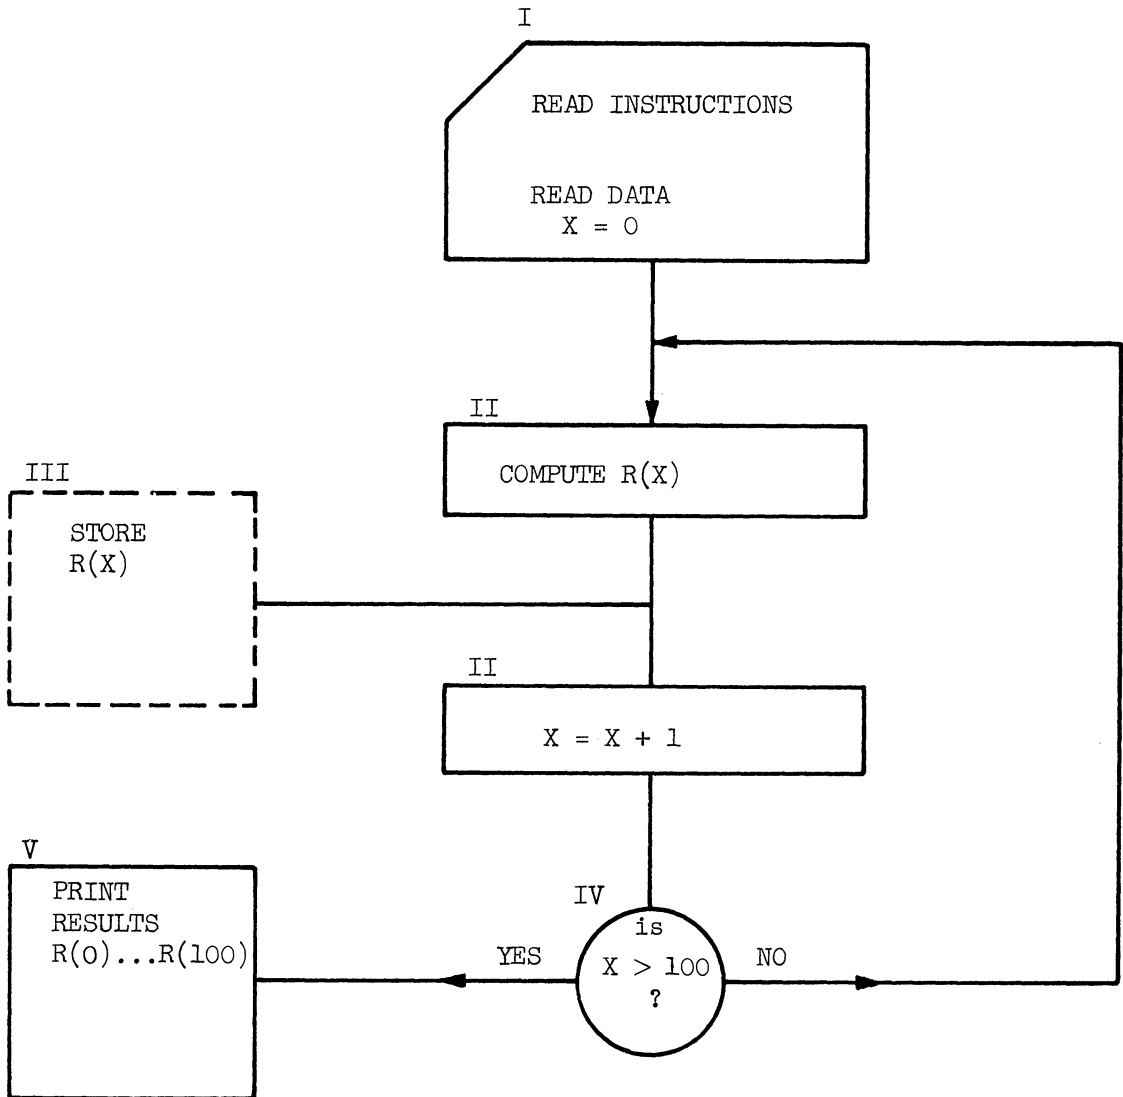 I
READ INSTRUCTIONS
READ DATA
X = 0
II
COMPUTE R(X)
III
STORE
R(X)
II
X = X + 1
V
PRINT
RESULTS
R(0)...R(100)
IV
is
X > 100
?
YES
NO